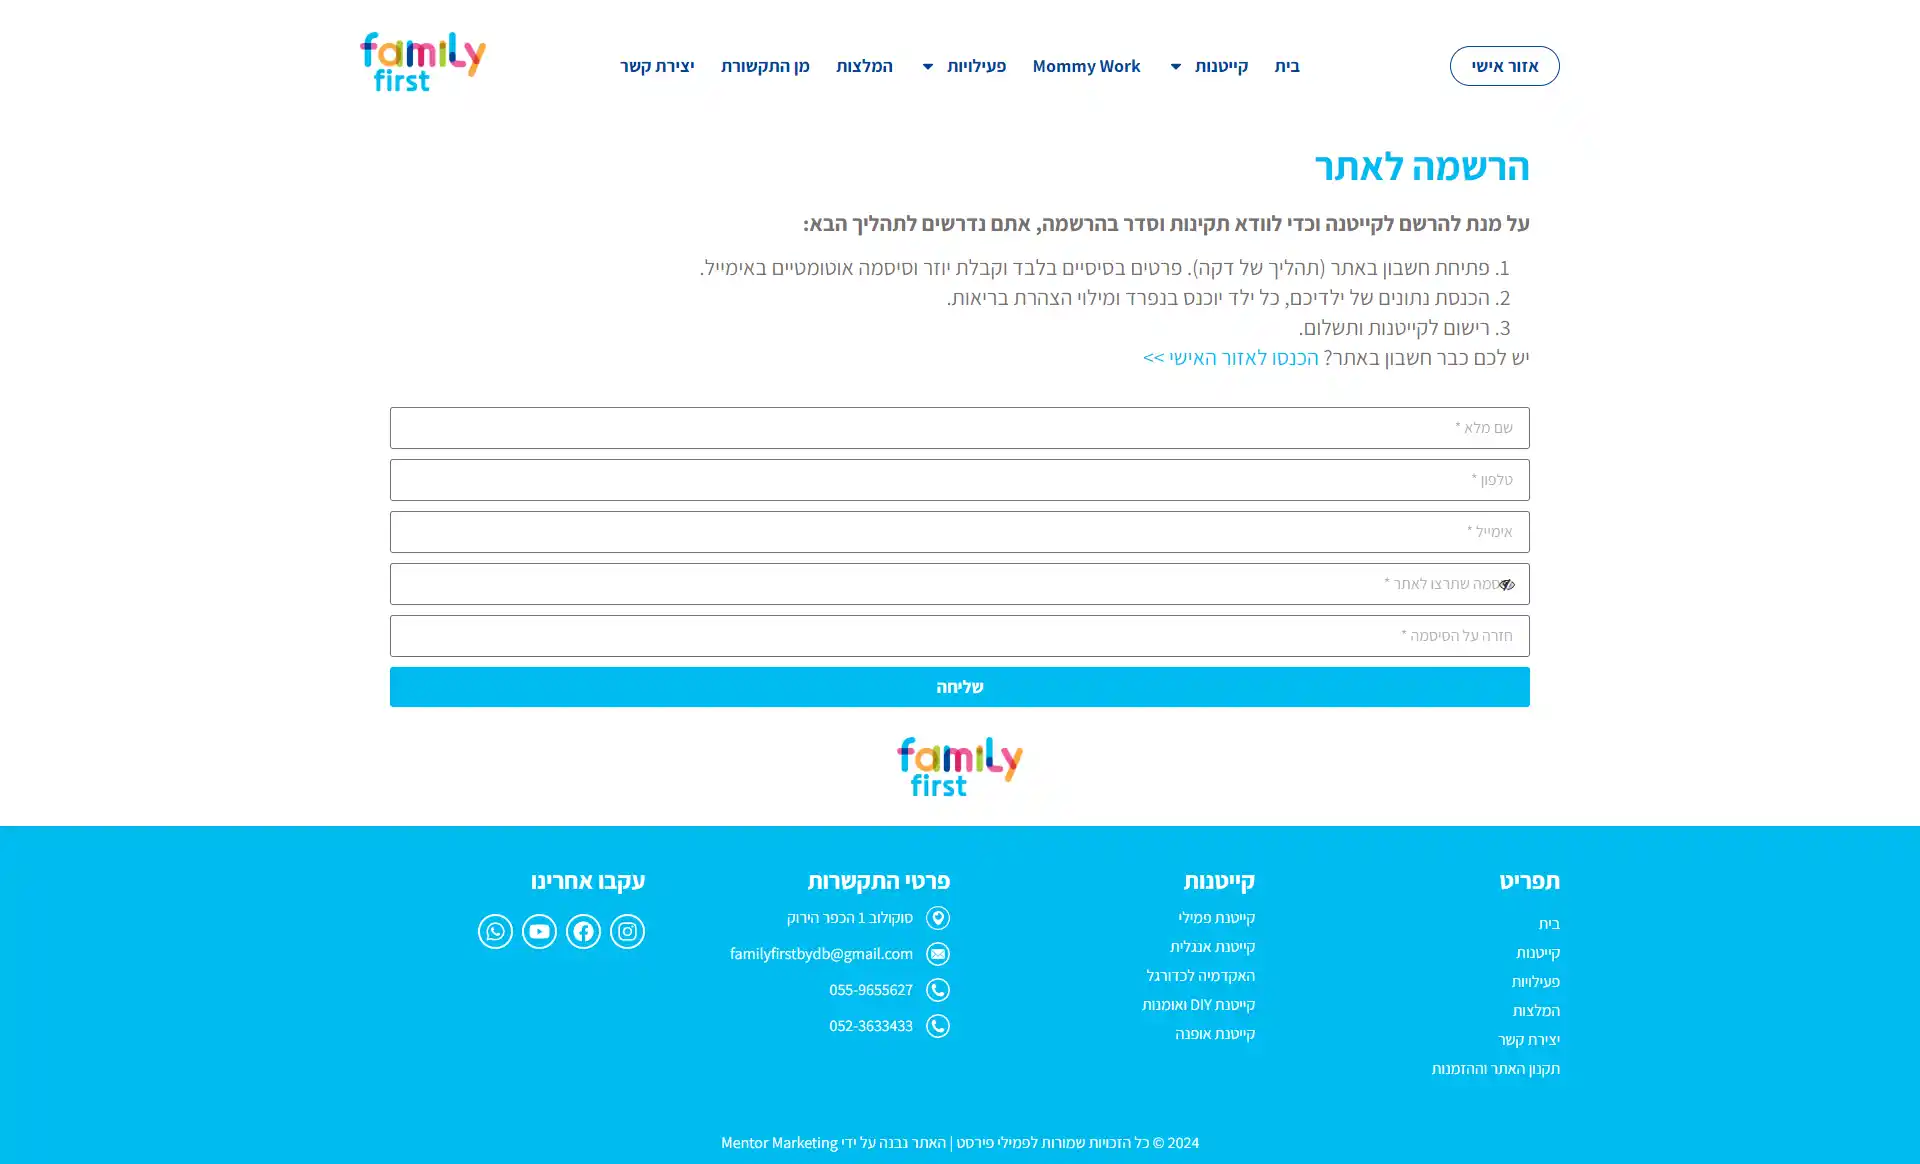 אזור אישי
בית
קייטנות
Mommy Work
פעילויות
המלצות
מן התקשורת
יצירת קשר
family
first
הרשמה לאתר
על מנת להרשם לקייטנה וכדי לוודא תקינות וסדר בהרשמה, אתם נדרשים לתהליך הבא:
1. פתיחת חשבון באתר (תהליך של דקה). פרטים בסיסיים בלבד וקבלת יוזר וסיסמה אוטומטיים באימייל.
2. הכנסת נתונים של ילדיכם, כל ילד יוכנס בנפרד ומילוי הצהרת בריאות.
3. רישום לקייטנות ותשלום.
יש לכם כבר חשבון באתר? הכנסו לאזור האישי >>
שם מלא *
טלפון *
אימייל *
שתרצו לאתר *
חזרה על הסיסמה *
שליחה
family
first
תפריט
בית
קייטנות
פעילויות
המלצות
יצירת קשר
תקנון האתר וההזמנות
קייטנות
קייטנת פמילי
קייטנת אנגלית
האקדמיה לכדורגל
קייטנת DIY ואומנות
קייטנת אופנה
פרטי התקשרות
סוקולוב 1 הכפר הירוק
familyfirstbydb@gmail.com
055-9655627
052-3633433
עקבו אחרינו
2024 © כל הזכויות שמורות לפמילי פירסט | האתר נבנה על ידי Mentor Marketing